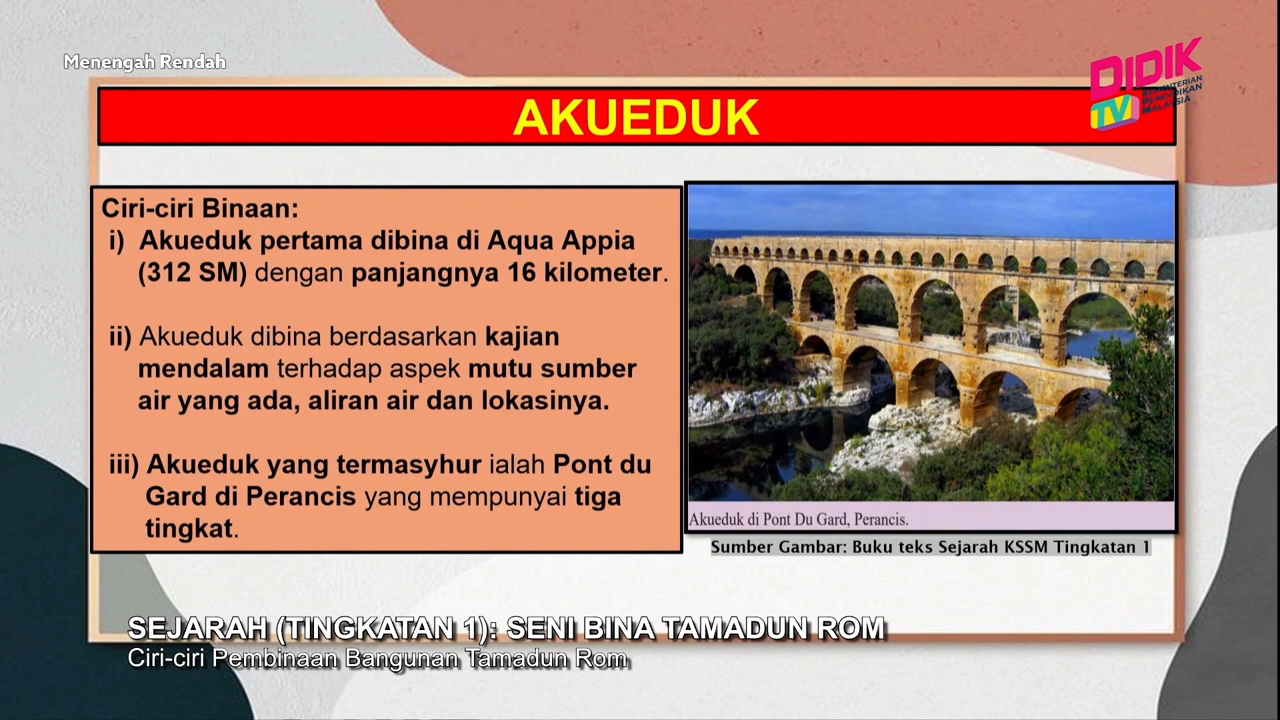 Menengah Rendah
DIDIK
TV
KEMENTERIAN
PENDIDIKAN
MALAYSIA
AKUEDUK
Ciri-ciri Binaan:
i) Akueduk pertama dibina di Aqua Appia
(312 SM) dengan panjangnya 16 kilometer.
ii) Akueduk dibina berdasarkan kajian
mendalam terhadap aspek mutu sumber
air yang ada, aliran air dan lokasinya.
iii) Akueduk yang termasyhur ialah Pont du
Gard di Perancis yang mempunyai tiga
tingkat.
Akueduk di Pont Du Gard, Perancis.
Sumber Gambar: Buku teks Sejarah KSSM Tingkatan 1
SEJARAH (TINGKATAN 1): SENI BINA TAMADUN ROM
Ciri-ciri Pembinaan Bangunan Tamadun Rom